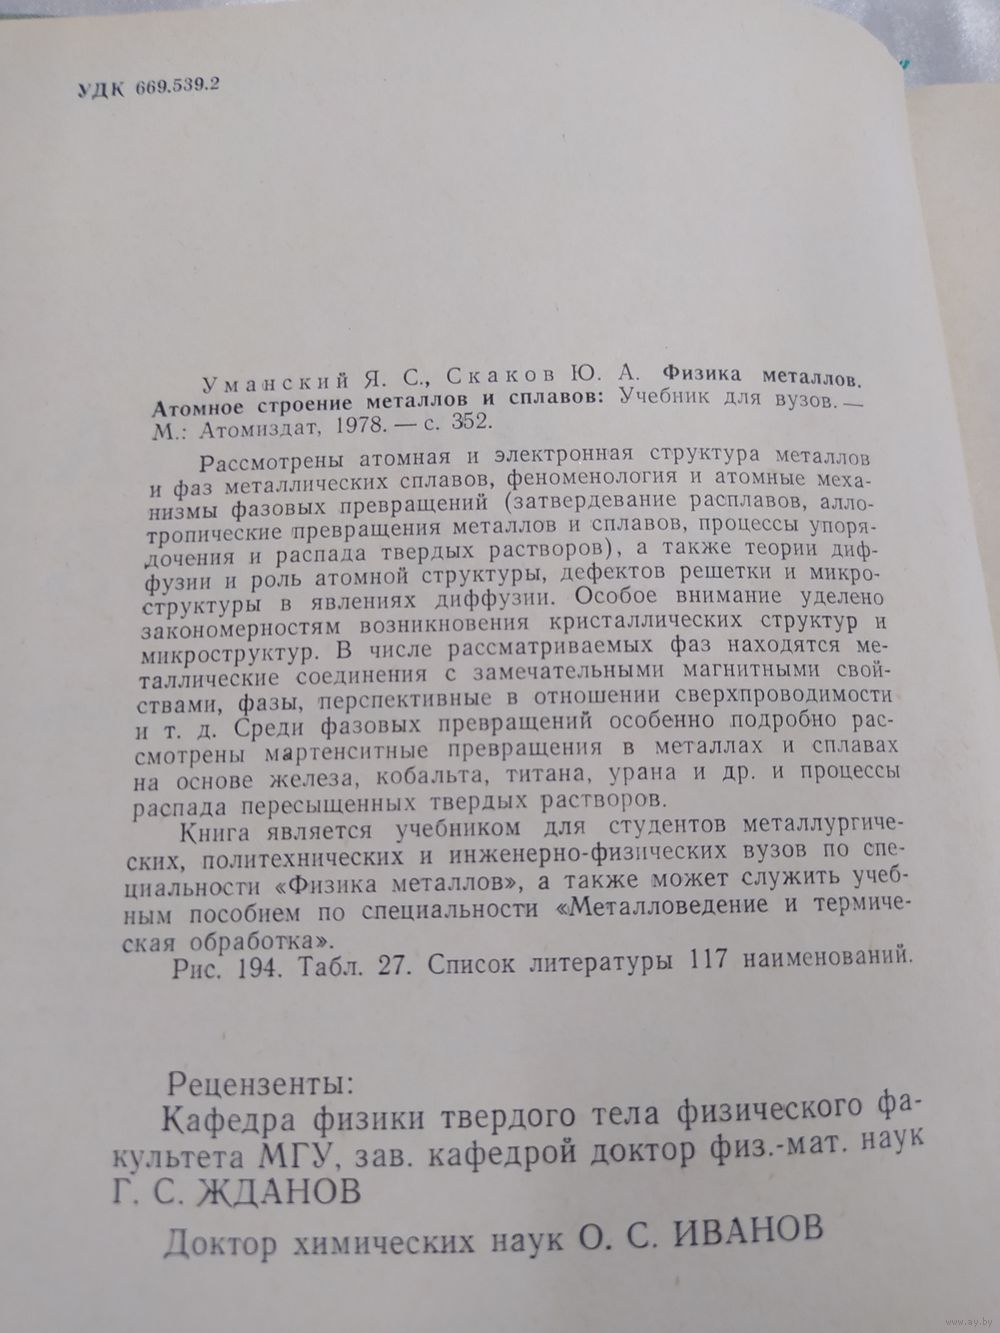 УДК 669.539.2
Уманский Я. С., Скаков Ю. А. Физика металлов.
Атомное строение металлов и сплавов: Учебник для вузов. —
М.: Атомиздат, 1978. — с. 352.
Рассмотрены атомная и электронная структура металлов
и фаз металлических сплавов, феноменология и атомные меха-
низмы фазовых превращений (затвердевание расплавов, алло-
тропические превращения металлов и сплавов, процессы упоря-
дочения и распада твердых растворов), а также теории диф-
фузии и роль атомной структуры, дефектов решетки и микро-
структуры в явлениях диффузии. Особое внимание уделено
закономерностям возникновения кристаллических структур и
микроструктур. В числе рассматриваемых фаз находятся ме-
таллические соединения с замечательными магнитными свой-
ствами, фазы, перспективные в отношении сверхпроводимости
и т. д. Среди фазовых превращений особенно подробно рас-
смотрены мартенситные превращения в металлах и сплавах
на основе железа, кобальта, титана, урана и др. и процессы
распада пересыщенных твердых растворов.
Книга является учебником для студентов металлургиче-
ских, политехнических и инженерно-физических вузов по спе-
циальности «Физика металлов», а также может служить учеб-
ным пособием по специальности «Металловедение и термиче-
ская обработка».
Рис. 194. Табл. 27. Список литературы 117 наименований.
Рецензенты:
Кафедра физики твердого тела физического фа-
культета МГУ, зав. кафедрой доктор физ.-мат. наук
Г. С. ЖДАНОВ
Доктор химических наук О. С. ИВАНОВ
www.ay.by